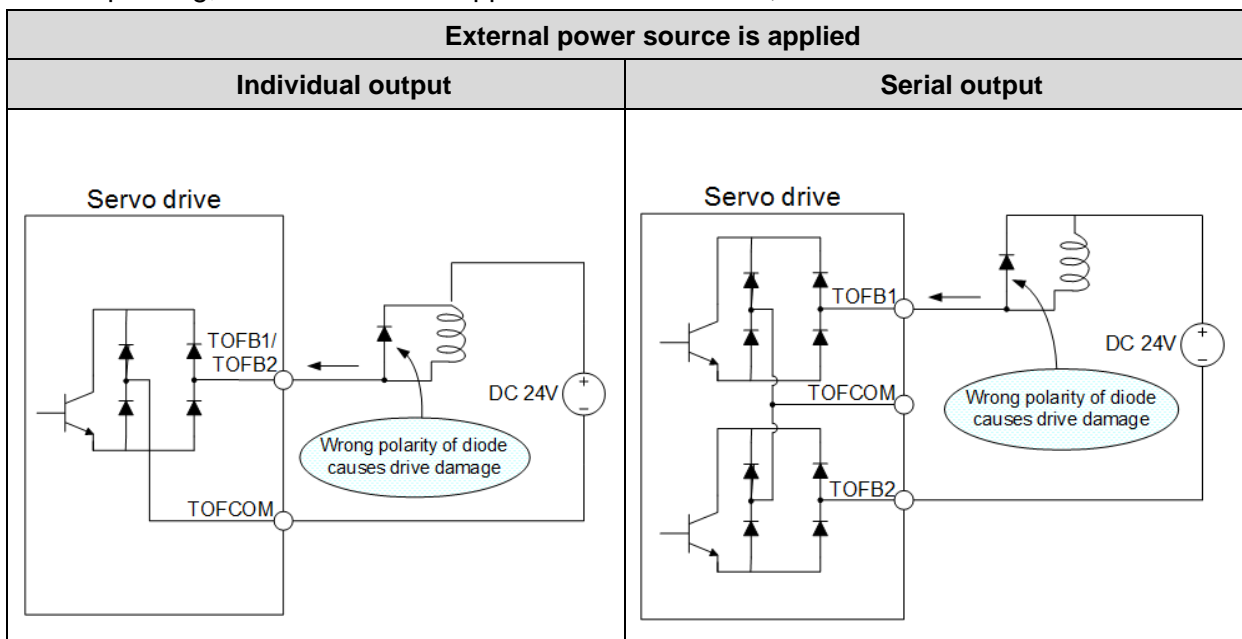 External power source is applied
Individual output
Serial output
Servo drive
TOFB1/
TOFB2
DC 24V
+
−
Wrong polarity of diode
causes drive damage
TOFCOM
Servo drive
TOFB1
DC 24V
+
−
TOFCOM
Wrong polarity of diode
causes drive damage
TOFB2